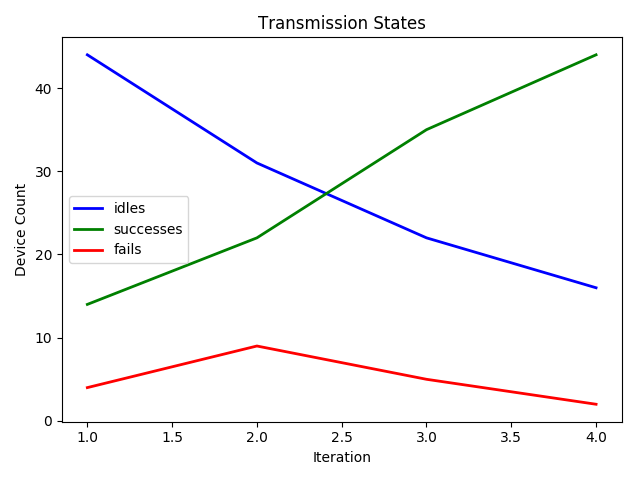 Transmission States
Device Count
40
30
20
10
0
idles
successes
fails
1.0 1.5 2.0 2.5 3.0 3.5 4.0
Iteration